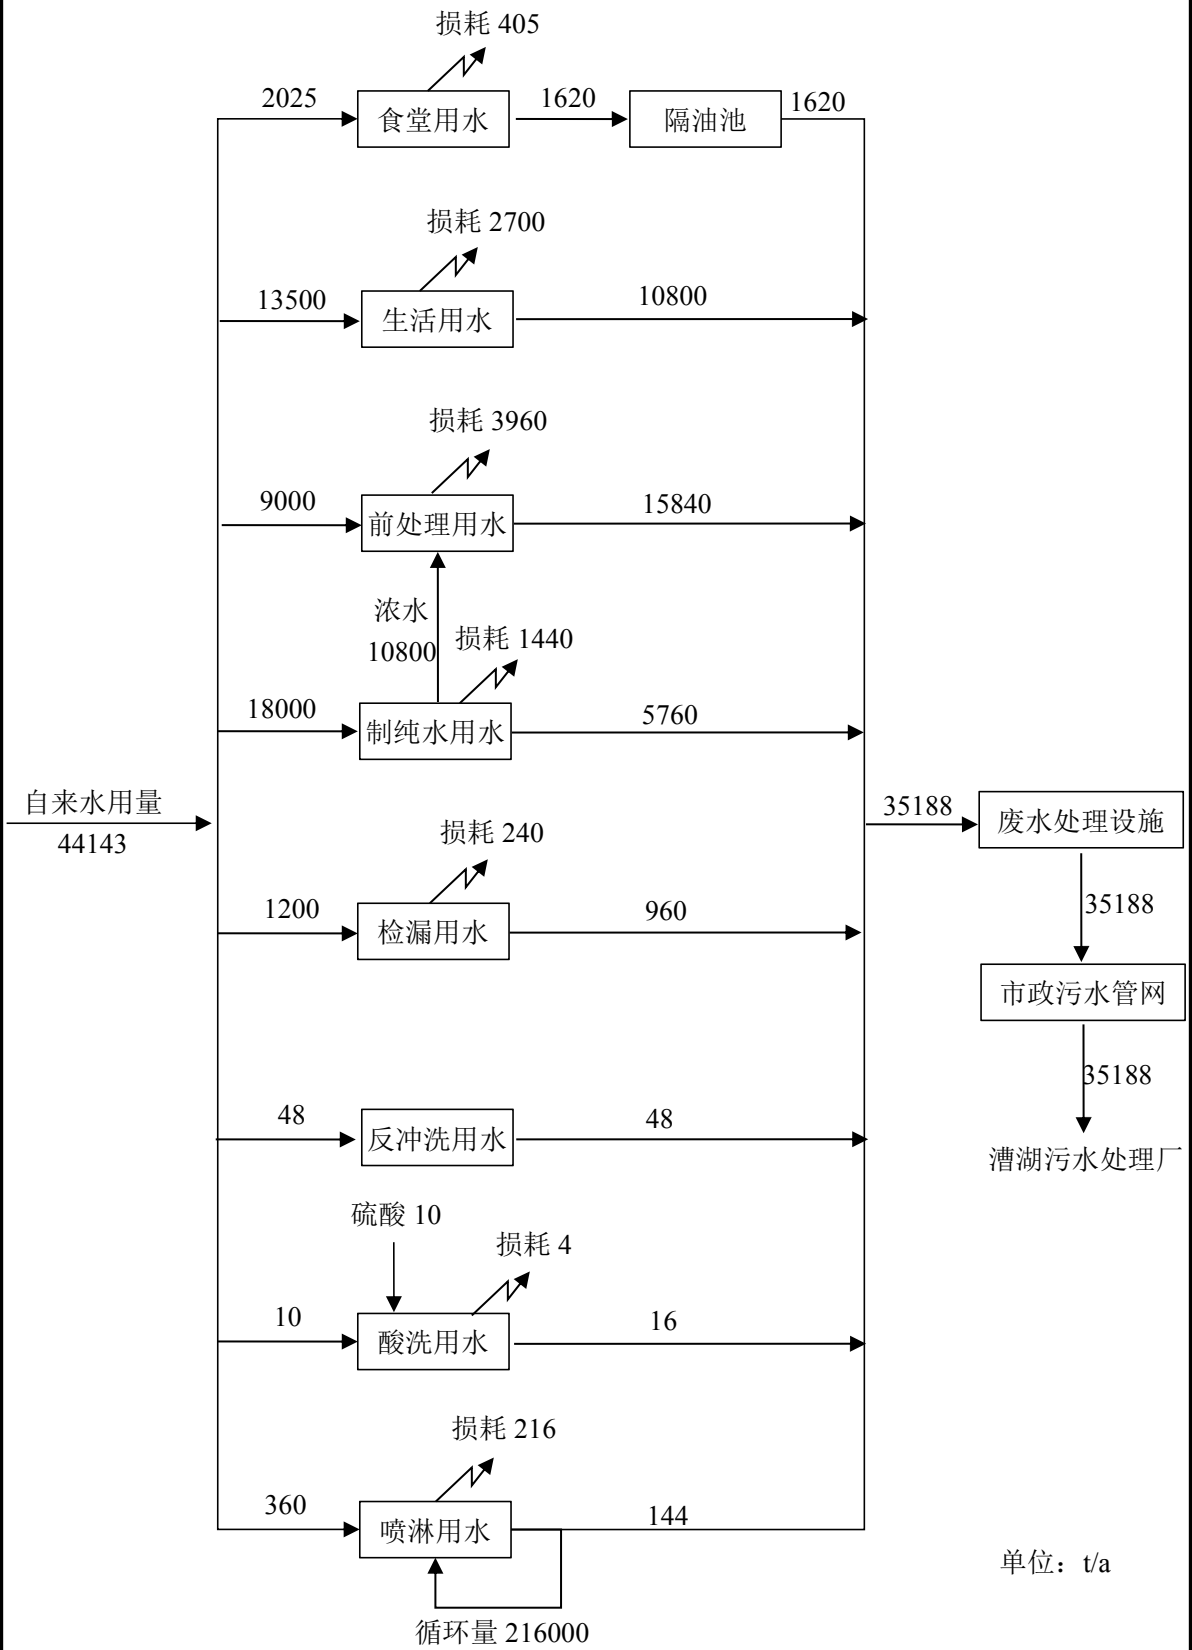 损耗 405
2025
食堂用水
1620
隔油池
1620
损耗 2700
13500
生活用水
10800
损耗 3960
9000
前处理用水
15840
浓水
10800
损耗 1440
18000
制纯水用水
5760
自来水用量
44143
35188
废水处理设施
损耗 240
1200
检漏用水
960
35188
市政污水管网
35188
漕湖污水处理厂
48
反冲洗用水
48
硫酸 10
损耗 4
10
酸洗用水
16
损耗 216
360
喷淋用水
144
循环量 216000
单位：t/a